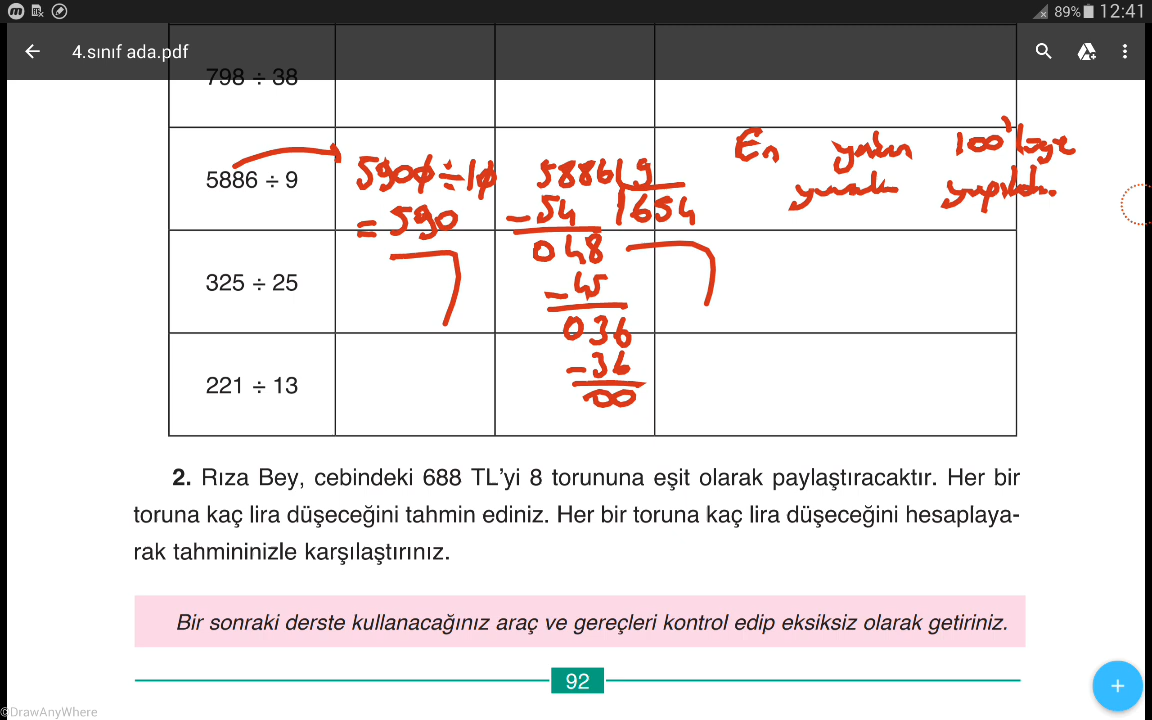 89% 12:41
4.sınıf ada.pdf
798 ÷ 38
5886 ÷ 9
5900 ÷ 10
= 590
5886 9
- 54 654
048
- 45
036
- 36
00
En yakın 100'lüğe
yuvarla yapıldı.
325 ÷ 25
221 ÷ 13
2. Rıza Bey, cebindeki 688 TL'yi 8 torununa eşit olarak paylaştıracaktır. Her bir
toruna kaç lira düşeceğini tahmin ediniz. Her bir toruna kaç lira düşeceğini hesaplaya-
rak tahmininizle karşılaştırınız.
Bir sonraki derste kullanacağınız araç ve gereçleri kontrol edip eksiksiz olarak getiriniz.
92
©DrawAnyWhere